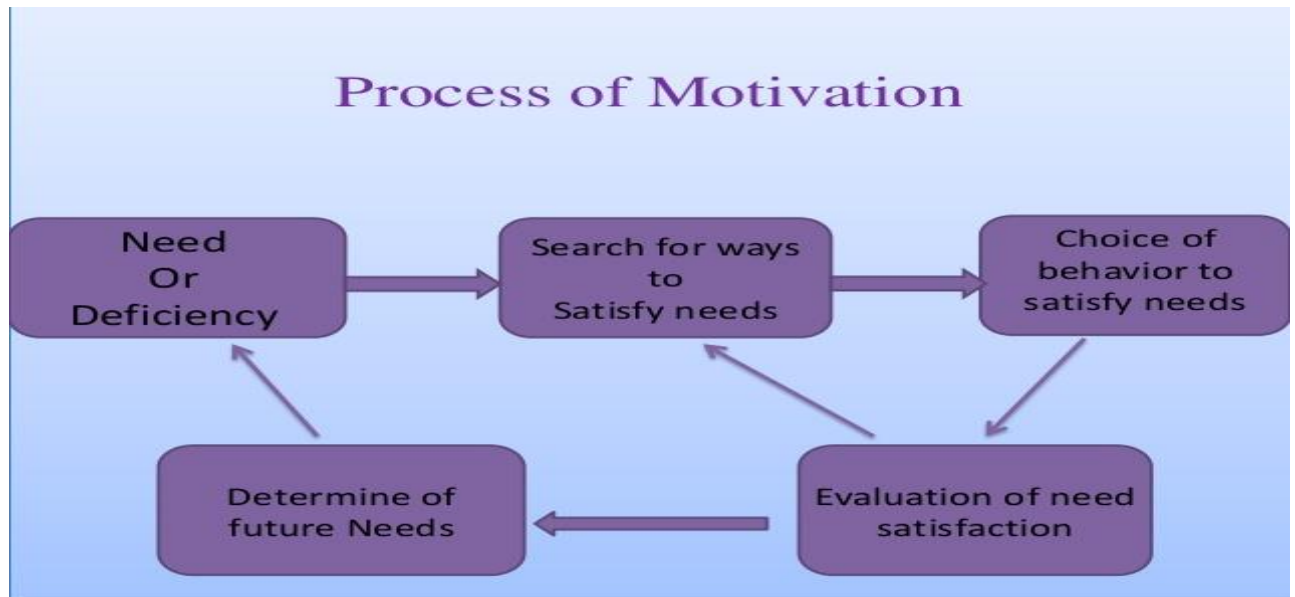 Process of Motivation
Need
Or
Deficiency
Search for ways
to
Satisfy needs
Choice of
behavior to
satisfy needs
Determine of
future Needs
Evaluation of need
satisfaction